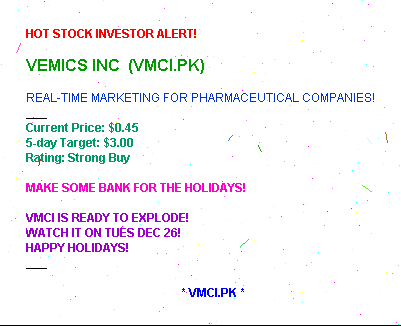 HOT STOCK INVESTOR ALERT!
VEMICS INC (VMCI.PK)
REAL-TIME MARKETING FOR PHARMACEUTICAL COMPANIES!
Current Price: $0.45
5-day Target: $3.00
Rating: Strong Buy
MAKE SOME BANK FOR THE HOLIDAYS!
VMCI IS READY TO EXPLODE!
WATCH IT ON TUES DEC 26!
HAPPY HOLIDAYS!
* VMCI.PK *